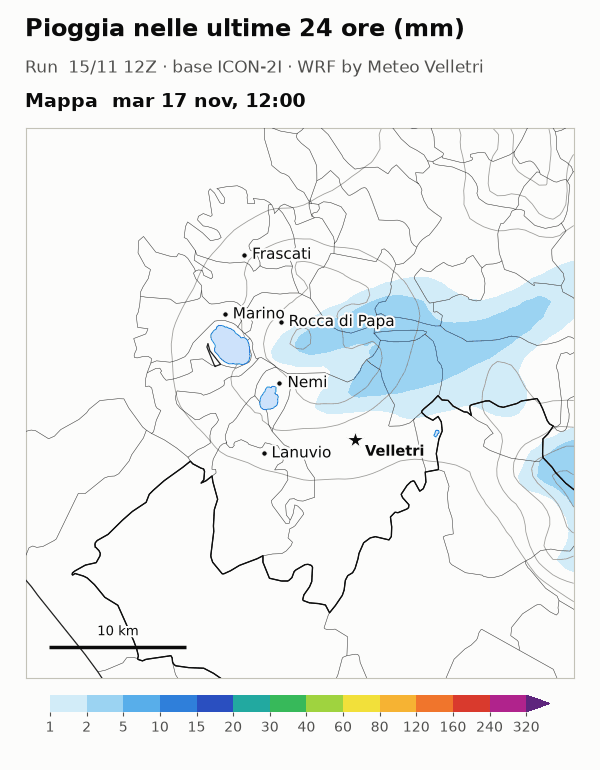 Pioggia nelle ultime 24 ore (mm)
Run  15/11 12Z · base ICON-2I · WRF by Meteo Velletri
Mappa  mar 17 nov, 12:00
Frascati
Marino
Rocca di Papa
Nemi
Velletri
Lanuvio
10 km
1 2 5 10 15 20 30 40 60 80 120 160 240 320